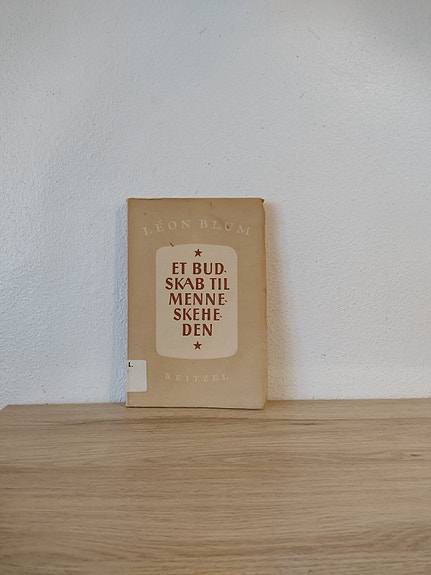 LÉON BLUM
ET BUD-
SKAB TIL
MENNE-
SKEHE-
DEN
REITZEL
L.